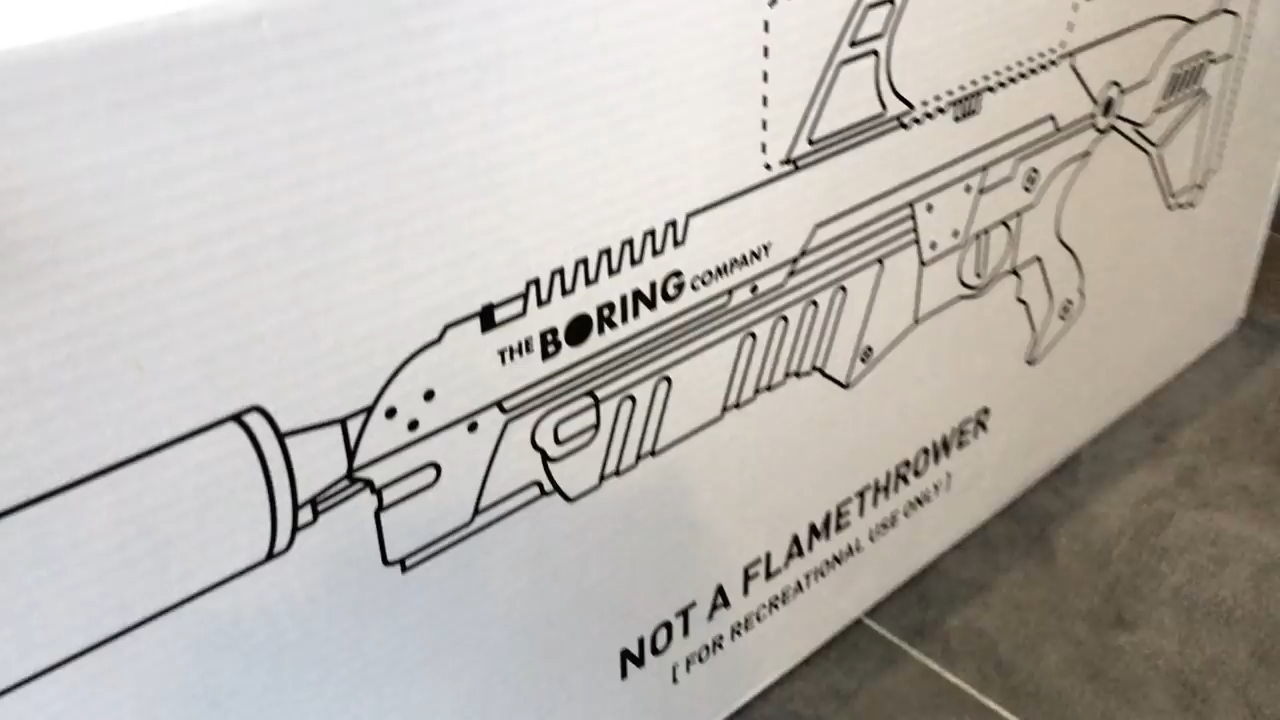 THE BORING COMPANY
NOT A FLAMETHROWER
[ FOR RECREATIONAL USE ONLY ]